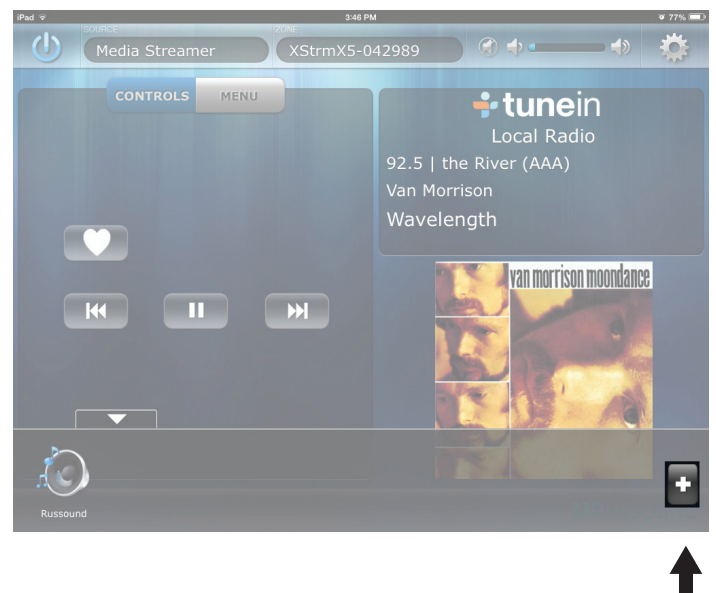 iPad 3:46 PM 77%
SOURCE ZONE
Media Streamer XStrmX5-042989
CONTROLS MENU
tunein
Local Radio
92.5 | the River (AAA)
Van Morrison
Wavelength
van morrison moondance
Russound